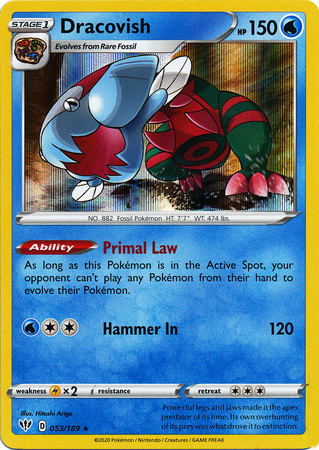 STAGE 1
Dracovish
HP 150
Evolves from Rare Fossil
NO. 882 Fossil Pokémon HT: 7'7" WT: 474 lbs.
Ability Primal Law
As long as this Pokémon is in the Active Spot, your
opponent can't play any Pokémon from their hand to
evolve their Pokémon.
Hammer In 120
weakness ×2 resistance retreat
Illus. Hitoshi Ariga
D 053/189 ★
Powerful legs and jaws made it the apex
predator of its time. Its own overhunting
of its prey was what drove it to extinction.
©2020 Pokémon / Nintendo / Creatures / GAME FREAK